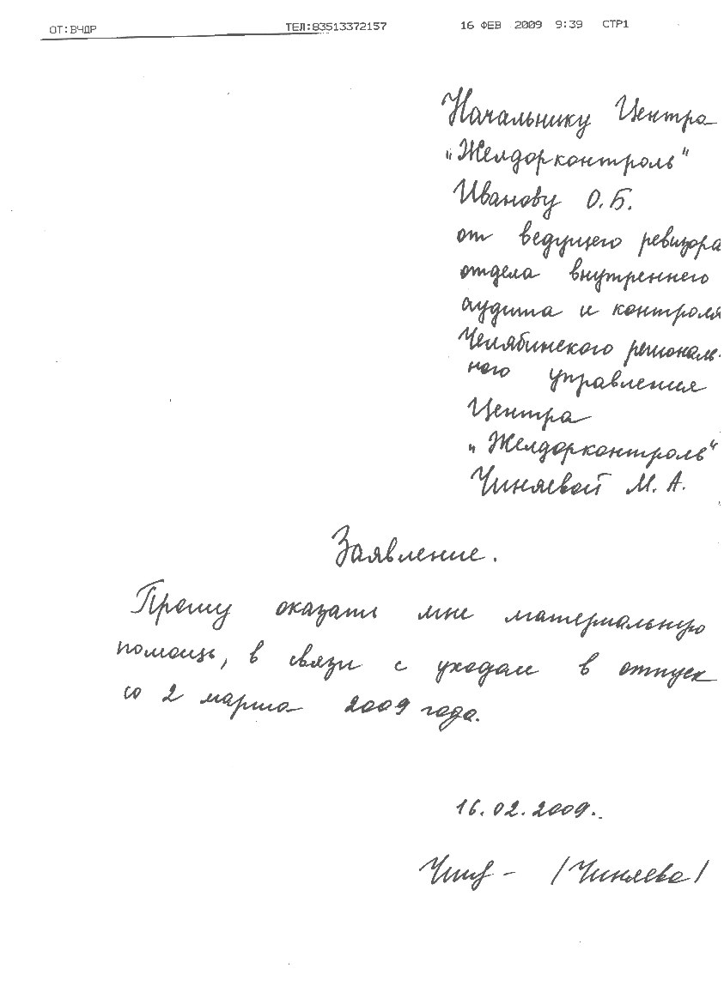 ОТ:ВЧДР ТЕЛ:83513372157 16 ФЕВ 2009 9:39 СТР1
Начальнику Центра
"Желдорконтроль"
Иванову О.Б.
от ведущего ревизора
отдела внутреннего
аудита и контроля
Челябинского региональ-
ного управления
Центра
"Желдорконтроль"
Чиняевой М.А.
Заявление.
Прошу оказать мне материальную
помощь, в связи с уходом в отпуск
со 2 марта 2009 года.
16.02.2009.
/Чиняева/